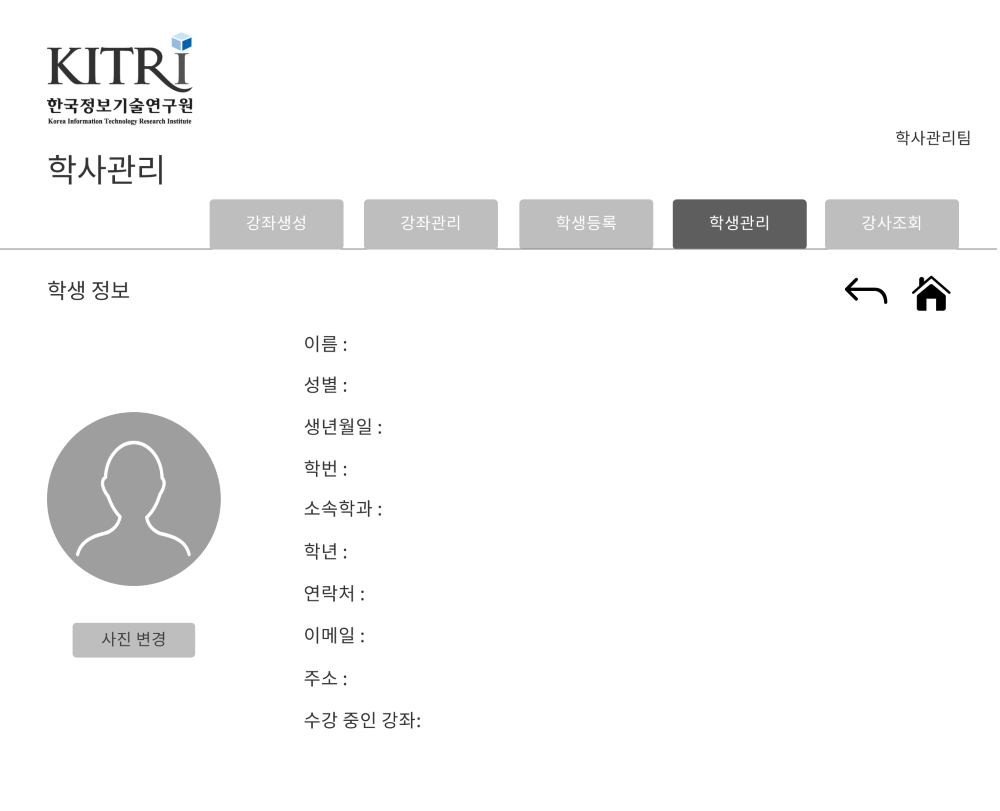 KITRI
한국정보기술연구원
Korea Information Technology Research Institute
학사관리팀
학사관리
강좌생성 강좌관리 학생등록 학생관리 강사조회
학생 정보
이름 :
성별 :
생년월일 :
학번 :
소속학과 :
학년 :
연락처 :
이메일 :
주소 :
수강 중인 강좌:
사진 변경